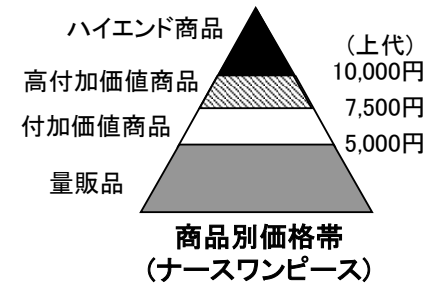 ハイエンド商品
(上代)
10,000円
高付加価値商品
7,500円
付加価値商品
5,000円
量販品
商品別価格帯
(ナースワンピース)